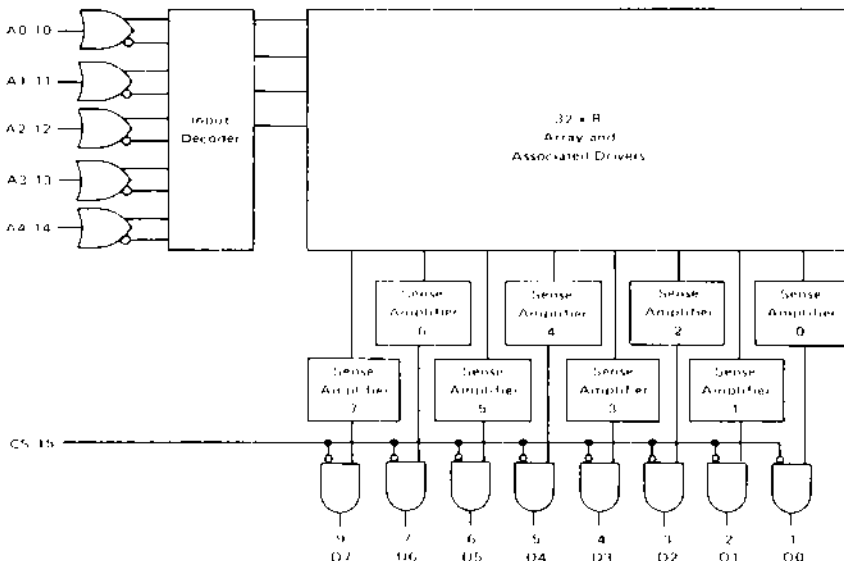 A0 10
A1 11
A2 12
A3 13
A4 14
Input
Decoder
32 × 8
Array and
Associated Drivers
Sense
Amplifier
6
Sense
Amplifier
4
Sense
Amplifier
2
Sense
Amplifier
0
Sense
Amplifier
7
Sense
Amplifier
5
Sense
Amplifier
3
Sense
Amplifier
1
CS 15
9
D7
7
D6
6
D5
5
D4
4
D3
3
D2
2
D1
1
D0